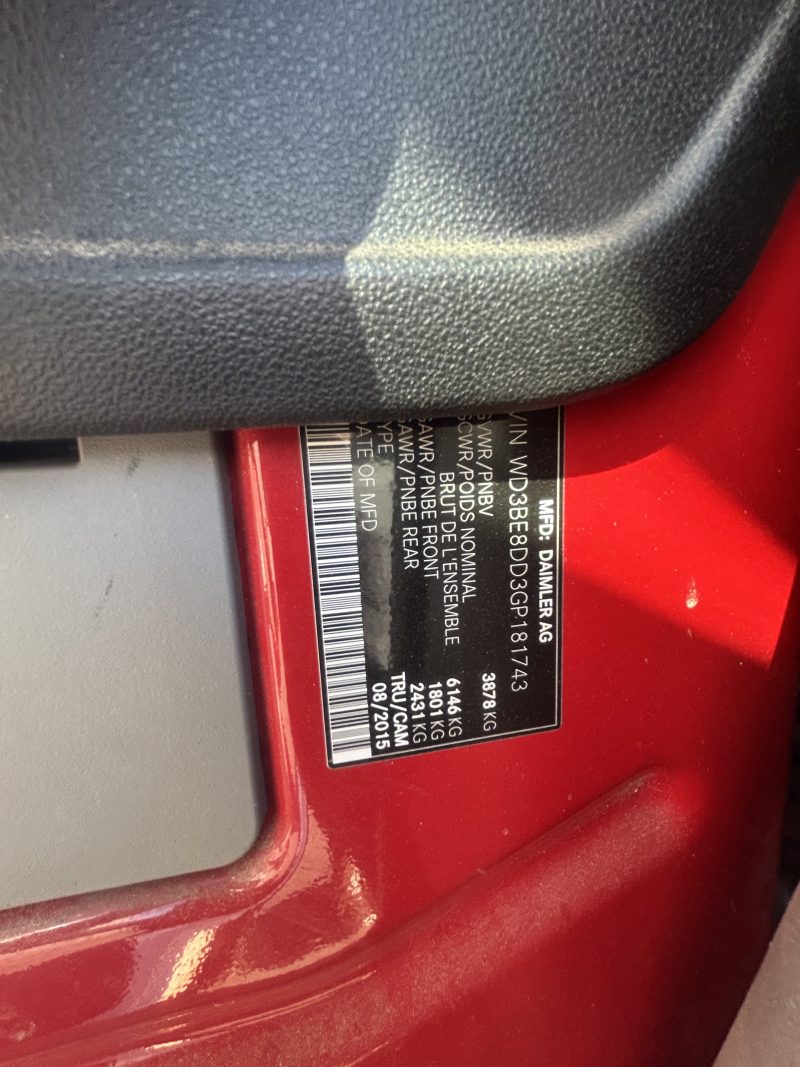 MFD: DAIMLER AG
VIN WD3BE8DD3GP181743
GVWR/PNBV 3878 KG
GCWR/POIDS NOMINAL
BRUT DE L'ENSEMBLE 6146 KG
GAWR/PNBE FRONT 1801 KG
GAWR/PNBE REAR 2431 KG
TYPE TRU/CAM
DATE OF MFD 08/2015